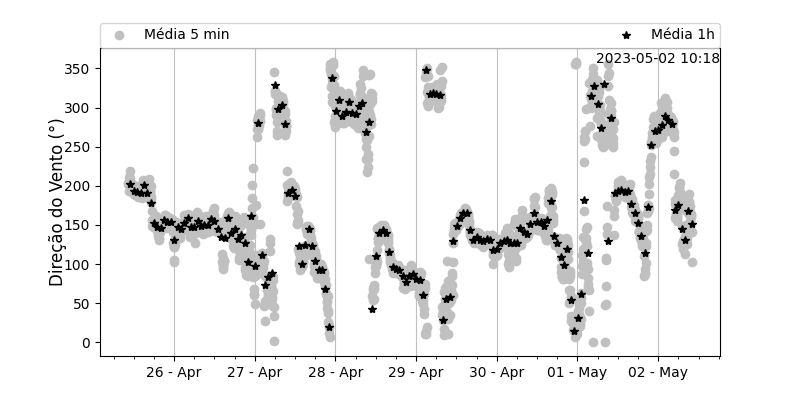 Média 5 min
Média 1h
2023-05-02 10:18
Direção do Vento (°)
350
300
250
200
150
100
50
0
26 - Apr
27 - Apr
28 - Apr
29 - Apr
30 - Apr
01 - May
02 - May